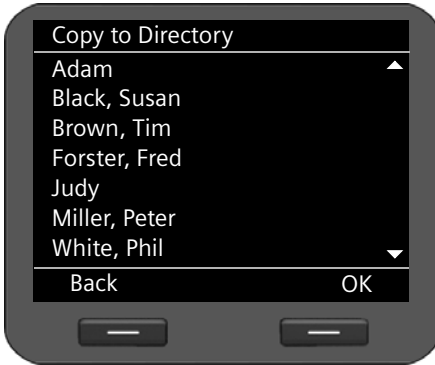 Copy to Directory
Adam
Black, Susan
Brown, Tim
Forster, Fred
Judy
Miller, Peter
White, Phil
Back OK